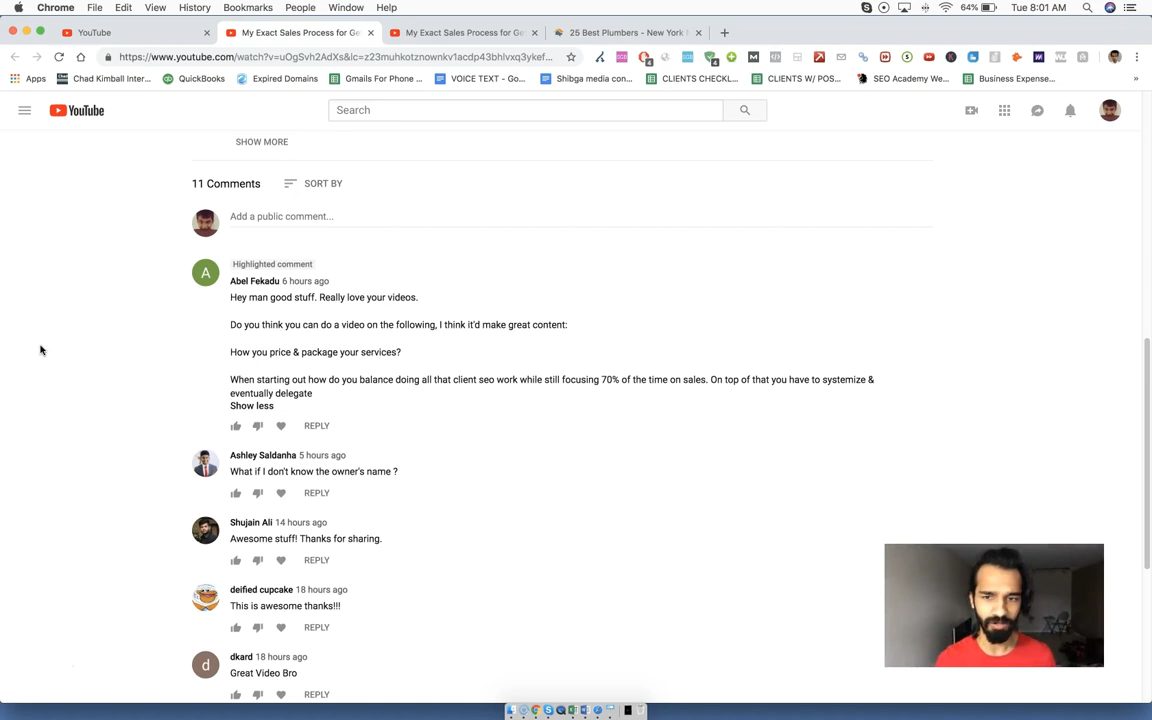 Chrome File Edit View History Bookmarks People Window Help 64% Tue 8:01 AM
YouTube My Exact Sales Process for Ge My Exact Sales Process for Ge 25 Best Plumbers - New York
https://www.youtube.com/watch?v=uOgSvh2AdXs&lc=z23muhkotznownkv1acdp43bhlvxq3ykef...
Apps Chad Kimball Inter... QuickBooks Expired Domains Gmails For Phone ... VOICE TEXT - Go... Shibga media con... CLIENTS CHECKL... CLIENTS W/ POS... SEO Academy We... Business Expense... »
YouTube Search
SHOW MORE
11 Comments SORT BY
Add a public comment...
Highlighted comment
A Abel Fekadu 6 hours ago
Hey man good stuff. Really love your videos.
Do you think you can do a video on the following, I think it'd make great content:
How you price & package your services?
When starting out how do you balance doing all that client seo work while still focusing 70% of the time on sales. On top of that you have to systemize &
eventually delegate
Show less
REPLY
Ashley Saldanha 5 hours ago
What if I don't know the owner's name ?
REPLY
Shujain Ali 14 hours ago
Awesome stuff! Thanks for sharing.
REPLY
deified cupcake 18 hours ago
This is awesome thanks!!!
REPLY
d dkard 18 hours ago
Great Video Bro
REPLY